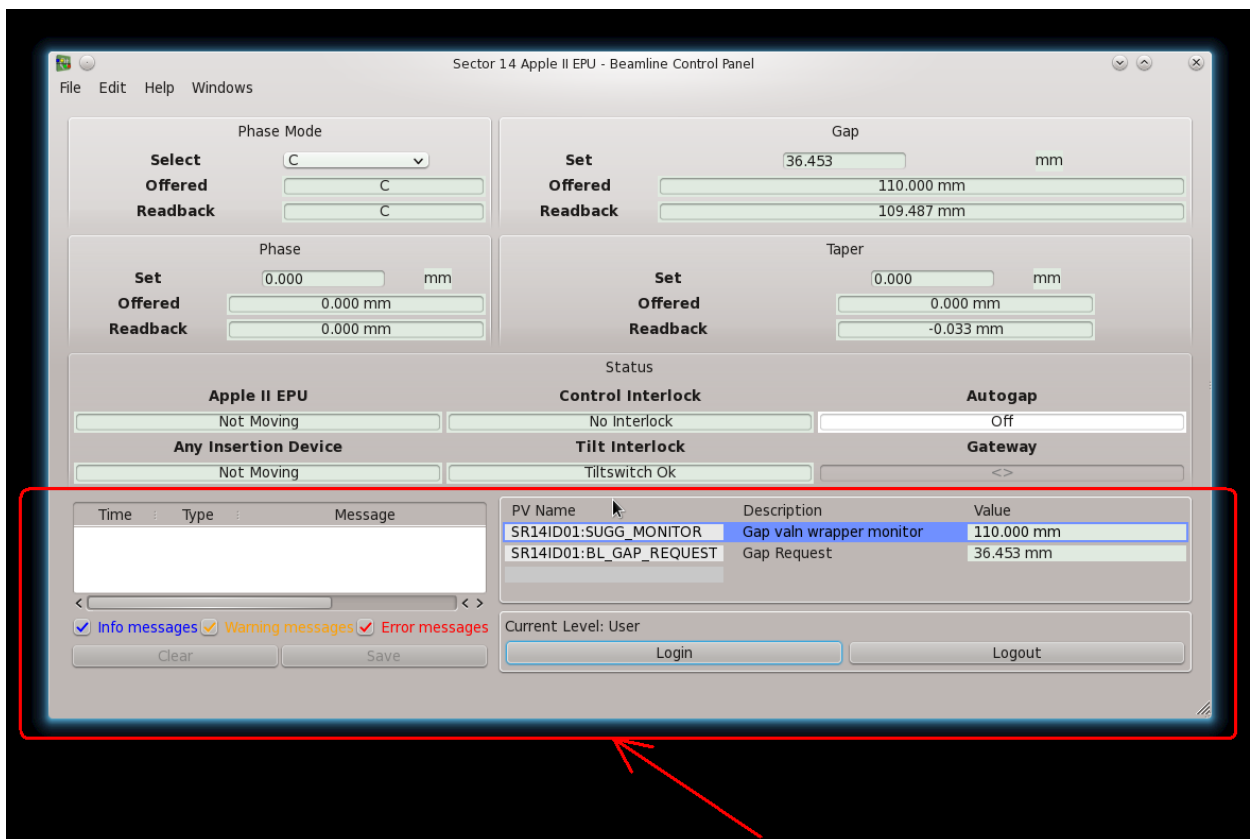 Sector 14 Apple II EPU - Beamline Control Panel
File Edit Help Windows
Phase Mode
Select C
Offered C
Readback C
Gap
Set 36.453 mm
Offered 110.000 mm
Readback 109.487 mm
Phase
Set 0.000 mm
Offered 0.000 mm
Readback 0.000 mm
Taper
Set 0.000 mm
Offered 0.000 mm
Readback -0.033 mm
Status
Apple II EPU Control Interlock Autogap
Not Moving No Interlock Off
Any Insertion Device Tilt Interlock Gateway
Not Moving Tiltswitch Ok <>
Time Type Message
Info messages Warning messages Error messages
Clear Save
PV Name Description Value
SR14ID01:SUGG_MONITOR Gap valn wrapper monitor 110.000 mm
SR14ID01:BL_GAP_REQUEST Gap Request 36.453 mm
Current Level: User
Login Logout